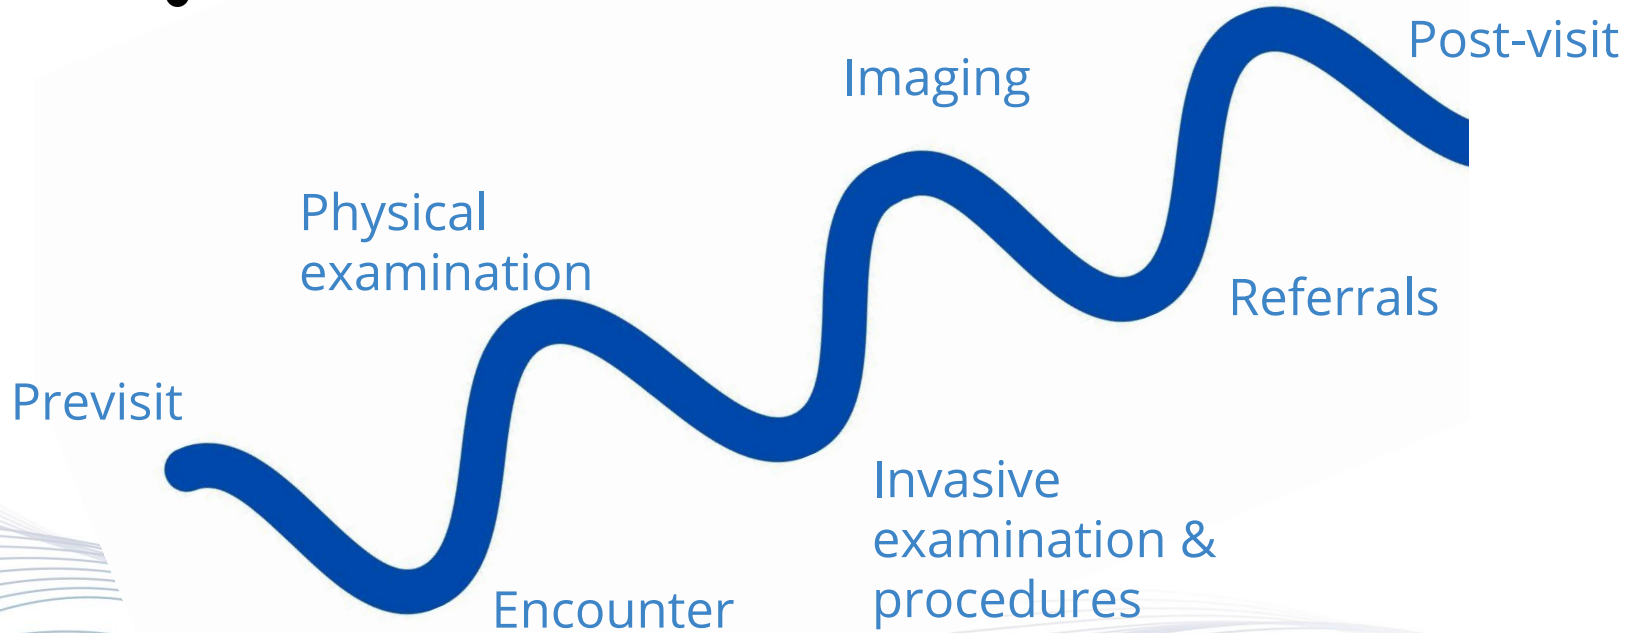 Previsit
Encounter
Physical
examination
Invasive
examination &
procedures
Imaging
Referrals
Post-visit